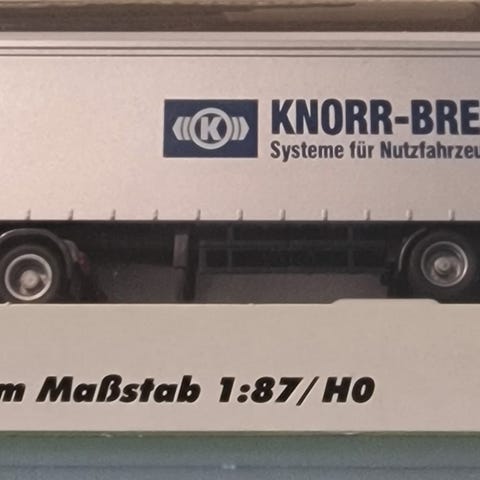 K
KNORR-BRE
Systeme für Nutzfahrzeu
m Maßstab 1:87/H0